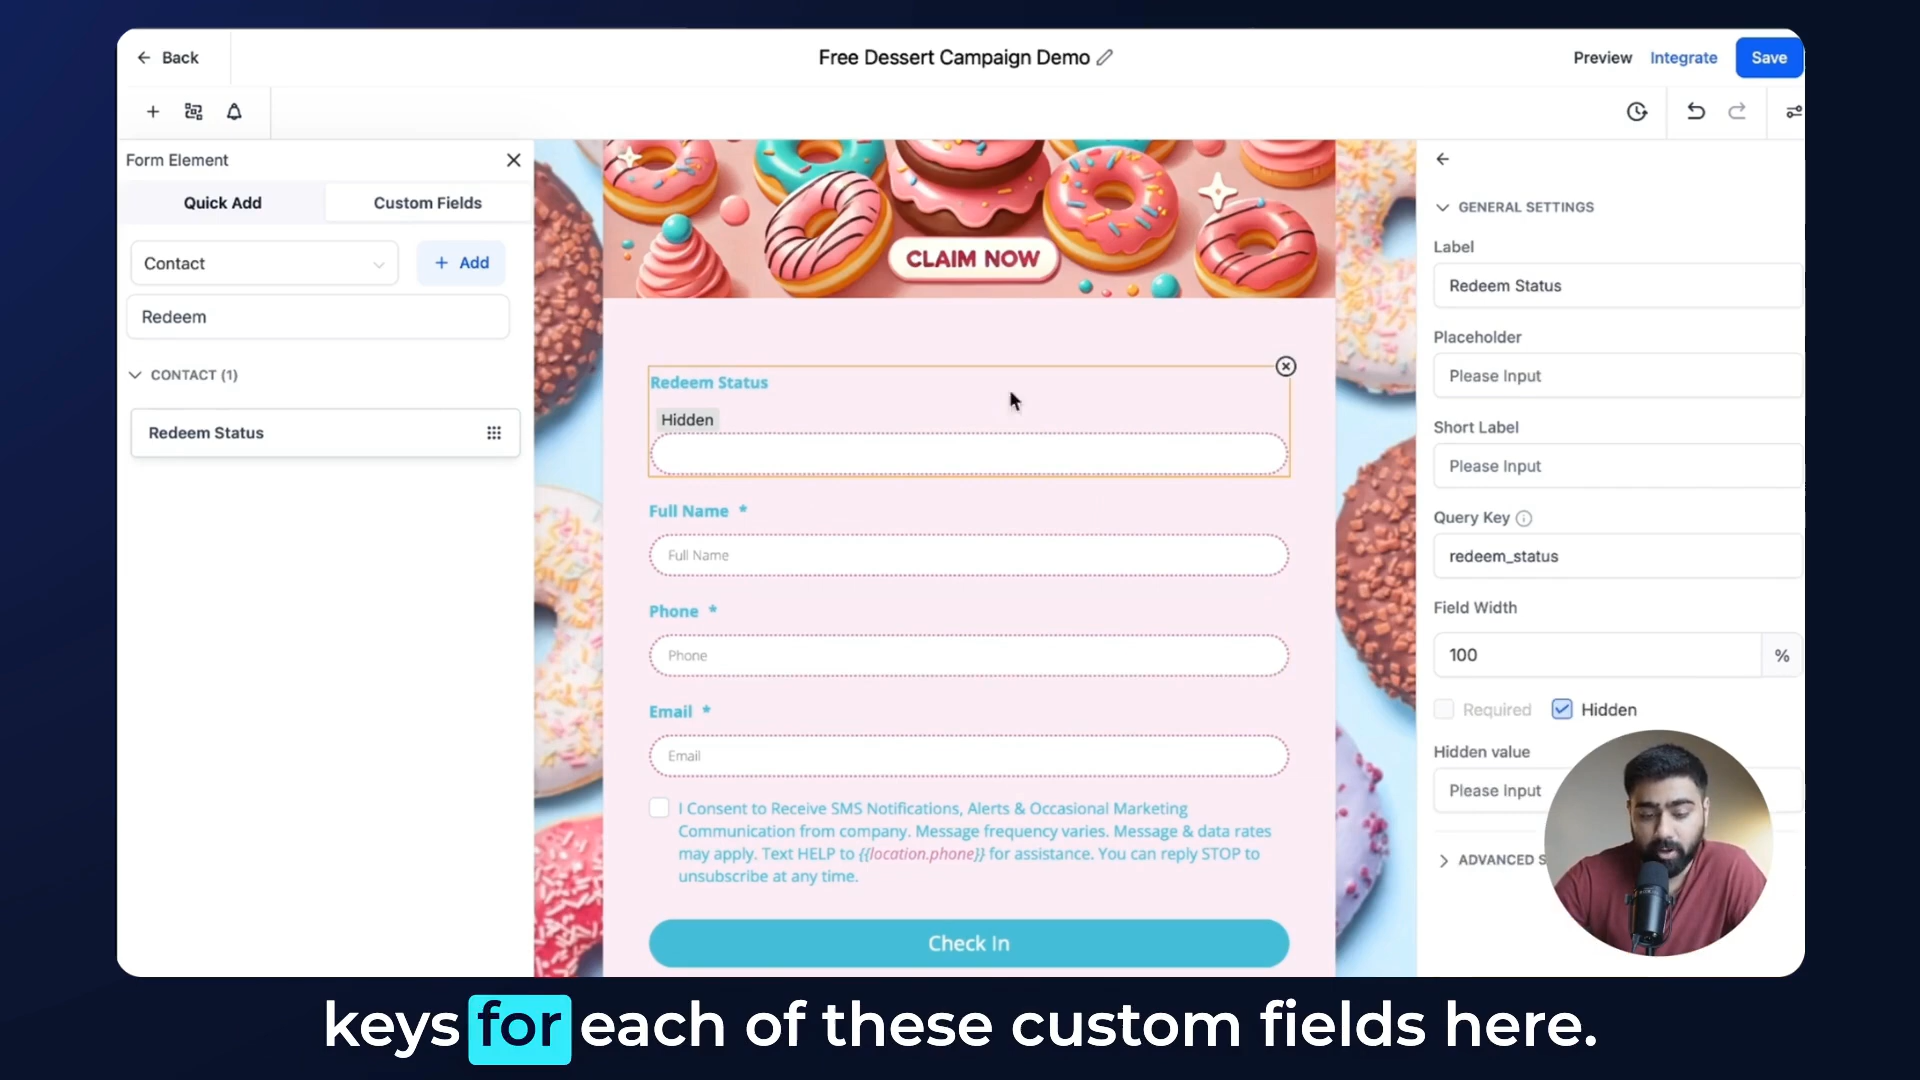 Back
Free Dessert Campaign Demo
Preview
Integrate
Save
Form Element
Quick Add
Custom Fields
Contact
+ Add
Redeem
CONTACT (1)
Redeem Status
CLAIM NOW
Redeem Status
Hidden
Full Name *
Full Name
Phone *
Phone
Email *
Email
I Consent to Receive SMS Notifications, Alerts & Occasional Marketing
Communication from company. Message frequency varies. Message & data rates
may apply. Text HELP to {{location.phone}} for assistance. You can reply STOP to
unsubscribe at any time.
Check In
GENERAL SETTINGS
Label
Redeem Status
Placeholder
Please Input
Short Label
Please Input
Query Key
redeem_status
Field Width
100
%
Required
Hidden
Hidden value
Please Input
ADVANCED S
keys for each of these custom fields here.